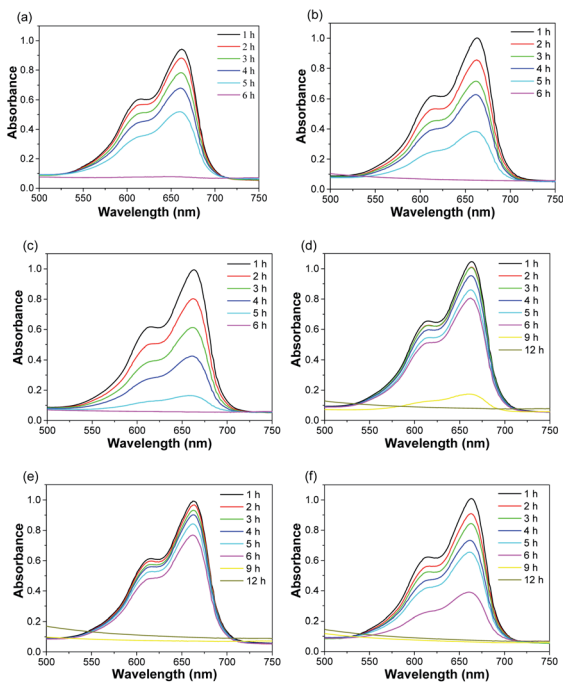 (a)
1 h
2 h
3 h
4 h
5 h
6 h
Absorbance
1.0
0.8
0.6
0.4
0.2
0.0
500 550 600 650 700 750
Wavelength (nm)
(b)
1 h
2 h
3 h
4 h
5 h
6 h
Absorbance
1.0
0.8
0.6
0.4
0.2
0.0
500 550 600 650 700 750
Wavelength (nm)
(c)
1 h
2 h
3 h
4 h
5 h
6 h
Absorbance
1.0
0.8
0.6
0.4
0.2
0.0
500 550 600 650 700 750
Wavelength (nm)
(d)
1 h
2 h
3 h
4 h
5 h
6 h
9 h
12 h
Absorbance
1.0
0.8
0.6
0.4
0.2
0.0
500 550 600 650 700 750
Wavelength (nm)
(e)
1 h
2 h
3 h
4 h
5 h
6 h
9 h
12 h
Absorbance
1.0
0.8
0.6
0.4
0.2
0.0
500 550 600 650 700 750
Wavelength (nm)
(f)
1 h
2 h
3 h
4 h
5 h
6 h
9 h
12 h
Absorbance
1.0
0.8
0.6
0.4
0.2
0.0
500 550 600 650 700 750
Wavelength (nm)